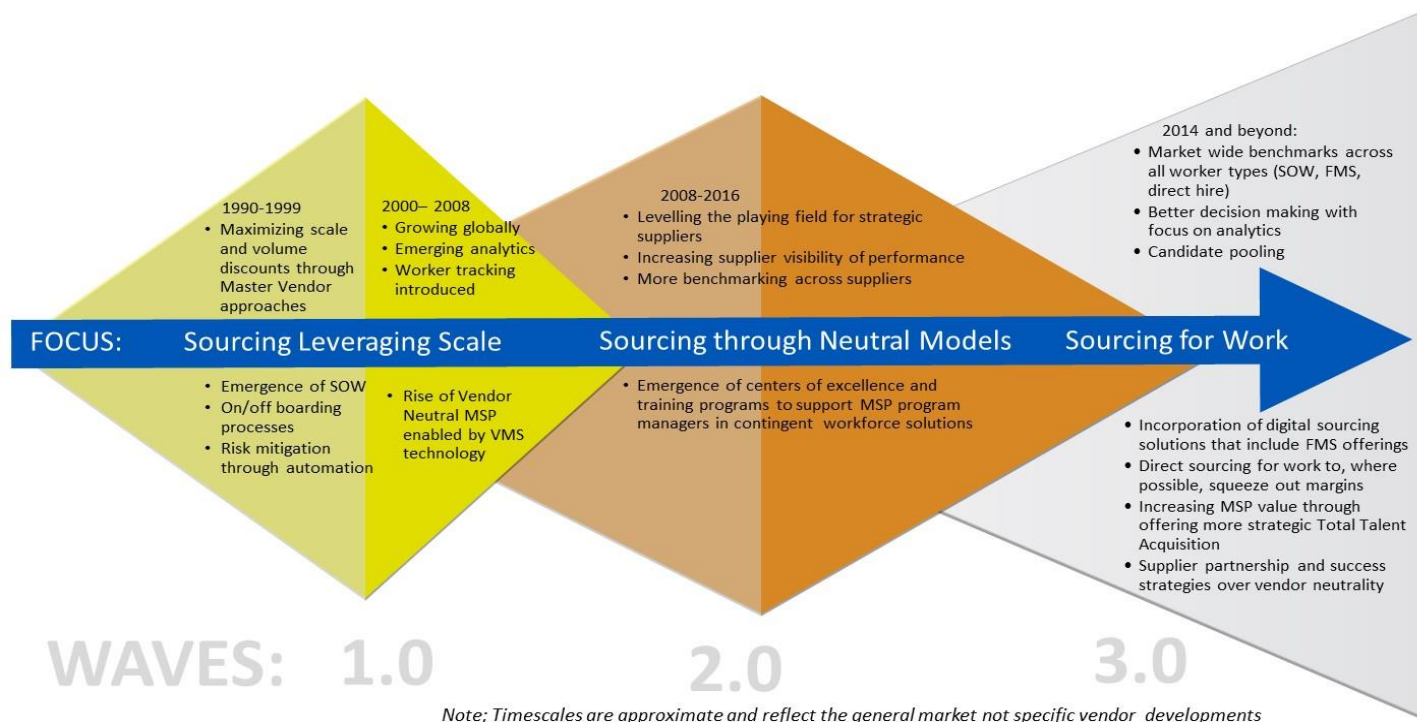 1990-1999
• Maximizing scale
and volume
discounts through
Master Vendor
approaches
2000– 2008
• Growing globally
• Emerging analytics
• Worker tracking
introduced
2008-2016
• Levelling the playing field for strategic
suppliers
• Increasing supplier visibility of performance
• More benchmarking across suppliers
2014 and beyond:
• Market wide benchmarks across
all worker types (SOW, FMS,
direct hire)
• Better decision making with
focus on analytics
• Candidate pooling
FOCUS: Sourcing Leveraging Scale Sourcing through Neutral Models Sourcing for Work
• Emergence of SOW
• On/off boarding
processes
• Risk mitigation
through automation
• Rise of Vendor
Neutral MSP
enabled by VMS
technology
• Emergence of centers of excellence and
training programs to support MSP program
managers in contingent workforce solutions
• Incorporation of digital sourcing
solutions that include FMS offerings
• Direct sourcing for work to, where
possible, squeeze out margins
• Increasing MSP value through
offering more strategic Total Talent
Acquisition
• Supplier partnership and success
strategies over vendor neutrality
WAVES: 1.0 2.0 3.0
Note; Timescales are approximate and reflect the general market not specific vendor developments